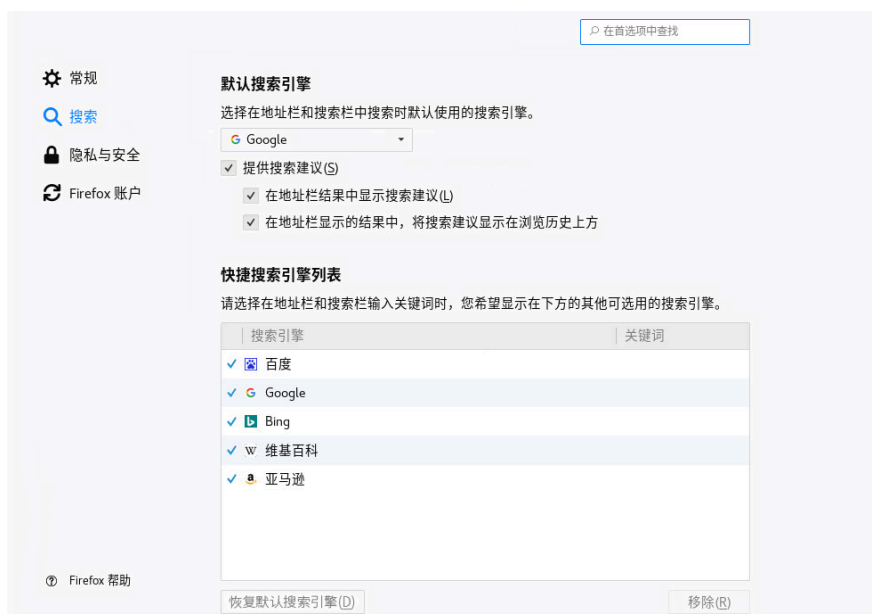 在首选项中查找
常规
搜索
隐私与安全
Firefox 账户
默认搜索引擎
选择在地址栏和搜索栏中搜索时默认使用的搜索引擎。
Google
提供搜索建议(S)
在地址栏结果中显示搜索建议(L)
在地址栏显示的结果中，将搜索建议显示在浏览历史上方
快捷搜索引擎列表
请选择在地址栏和搜索栏输入关键词时，您希望显示在下方的其他可选用的搜索引擎。
搜索引擎 关键词
百度
Google
Bing
维基百科
亚马逊
Firefox 帮助
恢复默认搜索引擎(D) 移除(R)